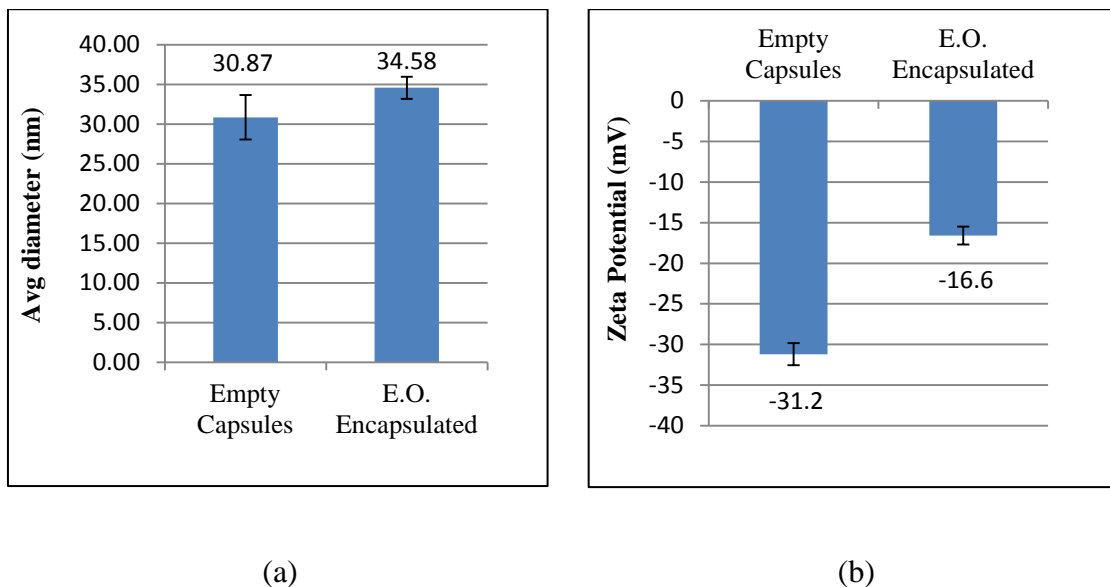 40.00
35.00
30.00
25.00
20.00
15.00
10.00
5.00
0.00
Avg diameter (nm)
30.87
34.58
Empty
Capsules
E.O.
Encapsulated
(a)
Empty
Capsules
E.O.
Encapsulated
0
-5
-10
-15
-20
-25
-30
-35
-40
Zeta Potential (mV)
-31.2
-16.6
(b)